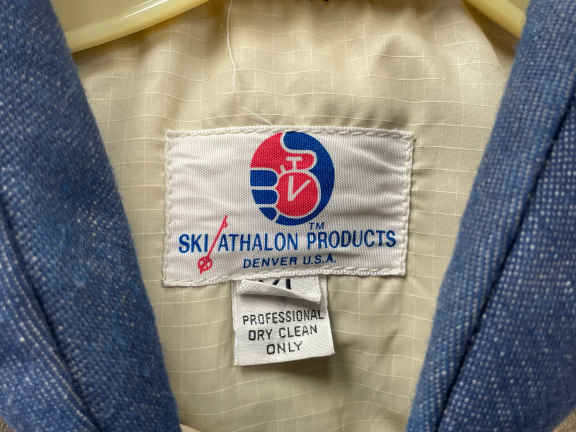 TM
SKI ATHALON PRODUCTS
DENVER U.S.A.
PROFESSIONAL
DRY CLEAN
ONLY